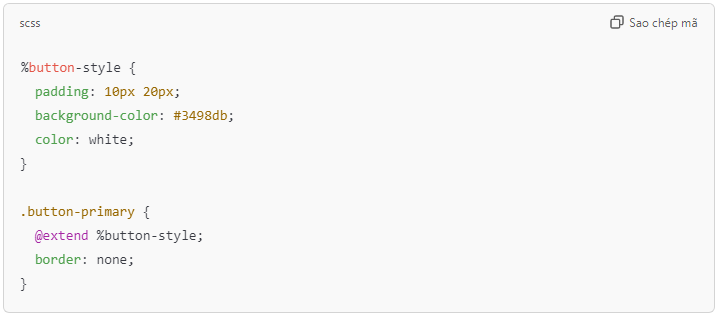 scss
Sao chép mã
%button-style {
  padding: 10px 20px;
  background-color: #3498db;
  color: white;
}
.button-primary {
  @extend %button-style;
  border: none;
}